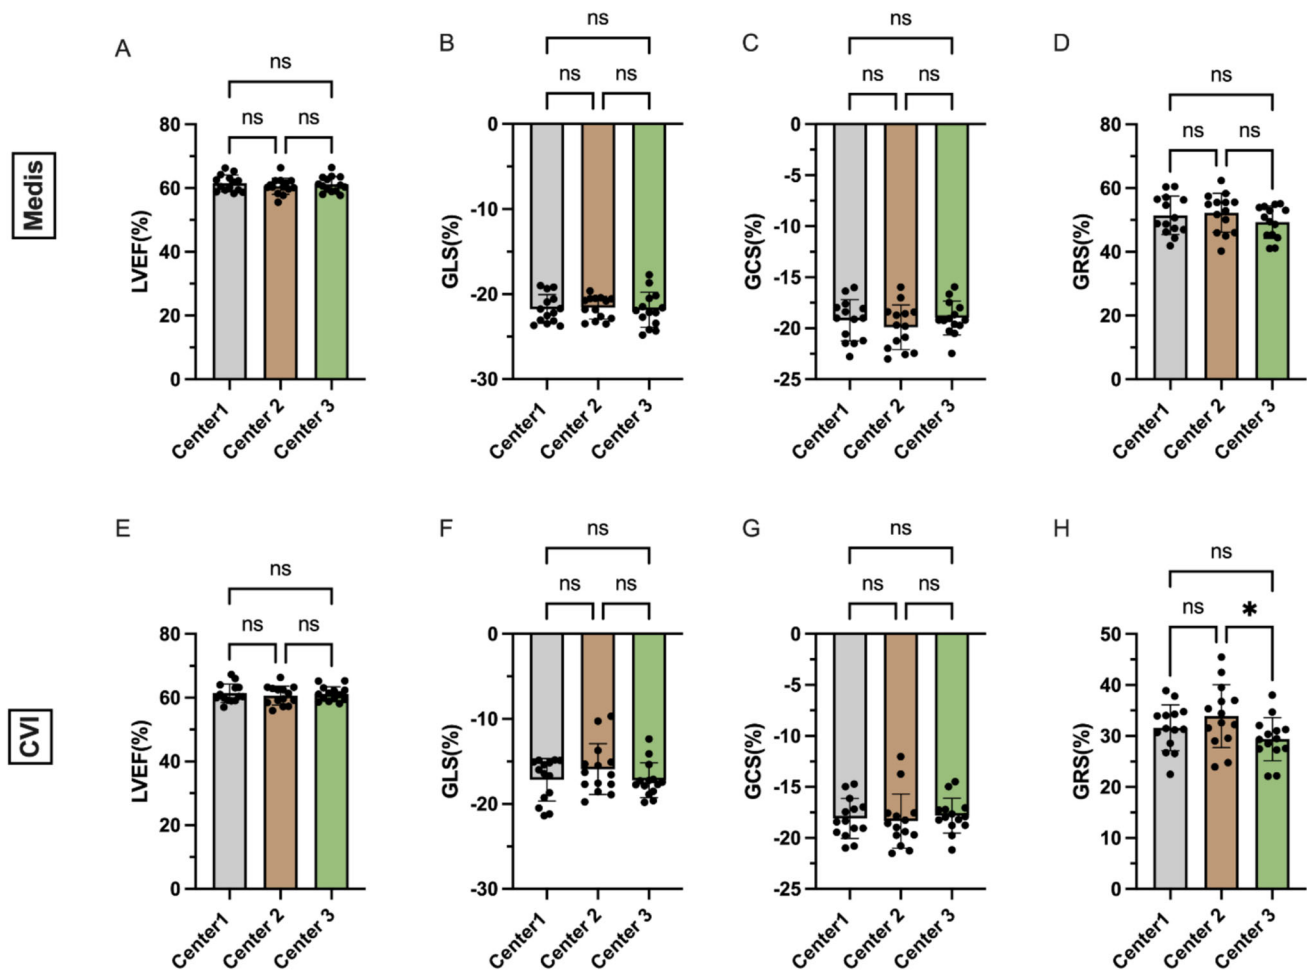 Medis
A
ns
ns
ns
LVEF(%)
80
60
40
20
0
Center1
Center 2
Center 3
B
ns
ns
ns
GLS(%)
0
-10
-20
-30
Center1
Center 2
Center 3
C
ns
ns
ns
GCS(%)
0
-5
-10
-15
-20
-25
Center1
Center 2
Center 3
D
ns
ns
ns
GRS(%)
80
60
40
20
0
Center1
Center 2
Center 3
CVI
E
ns
ns
ns
LVEF(%)
80
60
40
20
0
Center1
Center 2
Center 3
F
ns
ns
ns
GLS(%)
0
-10
-20
-30
Center1
Center 2
Center 3
G
ns
ns
ns
GCS(%)
0
-5
-10
-15
-20
-25
Center1
Center 2
Center 3
H
ns
ns
*
GRS(%)
50
40
30
20
10
0
Center1
Center 2
Center 3